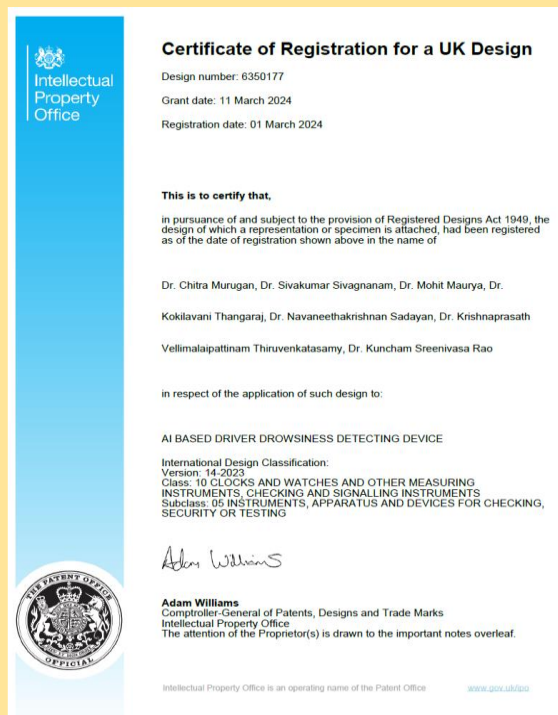 Intellectual
Property
Office
Certificate of Registration for a UK Design
Design number: 6350177
Grant date: 11 March 2024
Registration date: 01 March 2024
This is to certify that,
in pursuance of and subject to the provision of Registered Designs Act 1949, the
design of which a representation or specimen is attached, had been registered
as of the date of registration shown above in the name of
Dr. Chitra Murugan, Dr. Sivakumar Sivagnanam, Dr. Mohit Maurya, Dr.
Kokilavani Thangaraj, Dr. Navaneethakrishnan Sadayan, Dr. Krishnaprasath
Vellimalaipattinam Thiruvenkatasamy, Dr. Kuncham Sreenivasa Rao
in respect of the application of such design to:
AI BASED DRIVER DROWSINESS DETECTING DEVICE
International Design Classification:
Version: 14-2023
Class: 10 CLOCKS AND WATCHES AND OTHER MEASURING
INSTRUMENTS, CHECKING AND SIGNALLING INSTRUMENTS
Subclass: 05 INSTRUMENTS, APPARATUS AND DEVICES FOR CHECKING,
SECURITY OR TESTING
Adam Williams
Adam Williams
Comptroller-General of Patents, Designs and Trade Marks
Intellectual Property Office
The attention of the Proprietor(s) is drawn to the important notes overleaf.
THE PATENT OFFICE
OFFICIAL
Intellectual Property Office is an operating name of the Patent Office
www.gov.uk/ipo